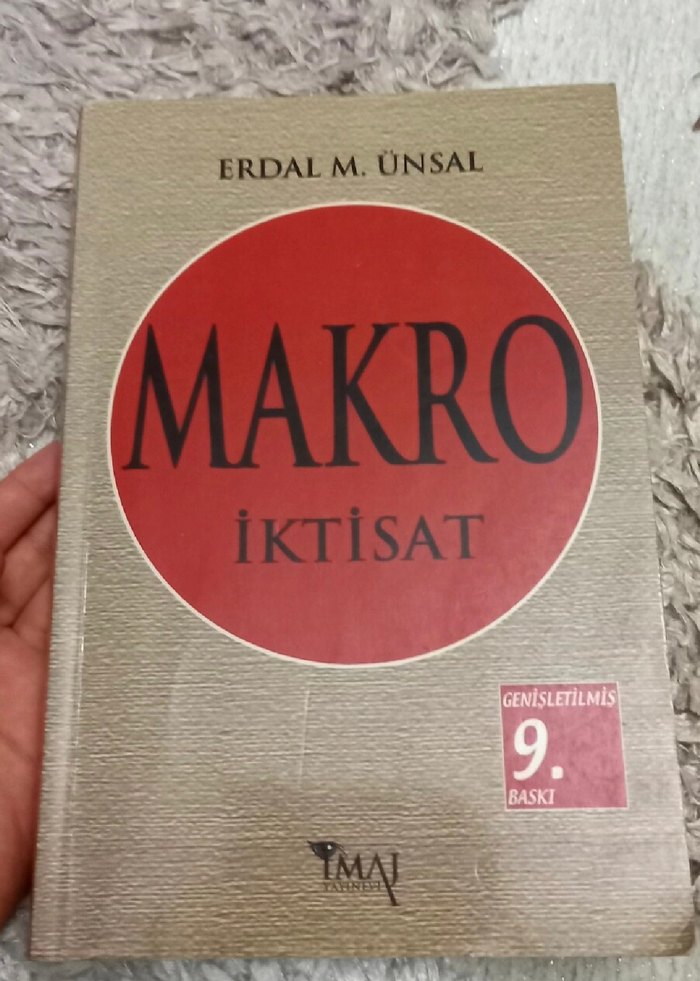 ERDAL M. ÜNSAL
MAKRO
İKTİSAT
GENİŞLETİLMİŞ
9.
BASKI
İMAJ
YAYINEVİ